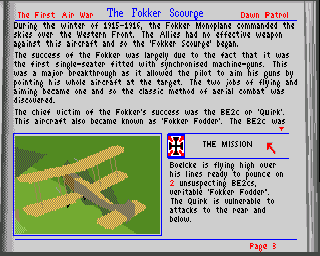 The First Air War
The Fokker Scourge
Dawn Patrol
During the winter of 1915-1916, the Fokker Monoplane commanded the
skies over the Western Front. The Allies had no effective weapon
against this aircraft and so the 'Fokker Scourge' began.
The success of the Fokker was largely due to the fact that it was
the first single-seater fitted with synchronised machine-guns. This
was a major breakthrough as it allowed the pilot to aim his guns by
pointing his whole aircraft at the target. The two jobs of flying and
aiming became one and so the classic method of aerial combat was
discovered.
The chief victim of the Fokker's success was the BE2c or 'Quirk'.
This aircraft also became known as 'Fokker Fodder'. The BE2c was
THE MISSION
Boelcke is flying high over
his lines ready to pounce on
2 unsuspecting BE2cs,
veritable 'Fokker Fodder'.
The Quirk is vulnerable to
attacks to the rear and
below.
Page 3